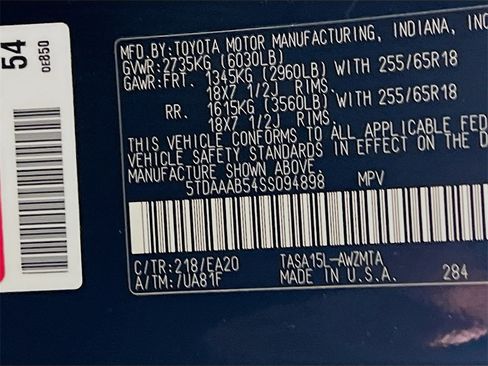 54
0E850
MFD.BY:TOYOTA MOTOR MANUFACTURING, INDIANA, INC
GVWR:2735KG (6030LB)
GAWR:FRT. 1345KG (2960LB) WITH 255/65R18
18X7 1/2J RIMS.
RR. 1615KG (3560LB) WITH 255/65R18
18X7 1/2J RIMS.
THIS VEHICLE CONFORMS TO ALL APPLICABLE FED
VEHICLE SAFETY STANDARDS IN EFFECT ON THE D
MANUFACTURE SHOWN ABOVE.
5TDAAAB54SS094898 MPV
C/TR:218/EA20 TASA15L-AWZMTA
A/TM:/UA81F MADE IN U.S.A. 284